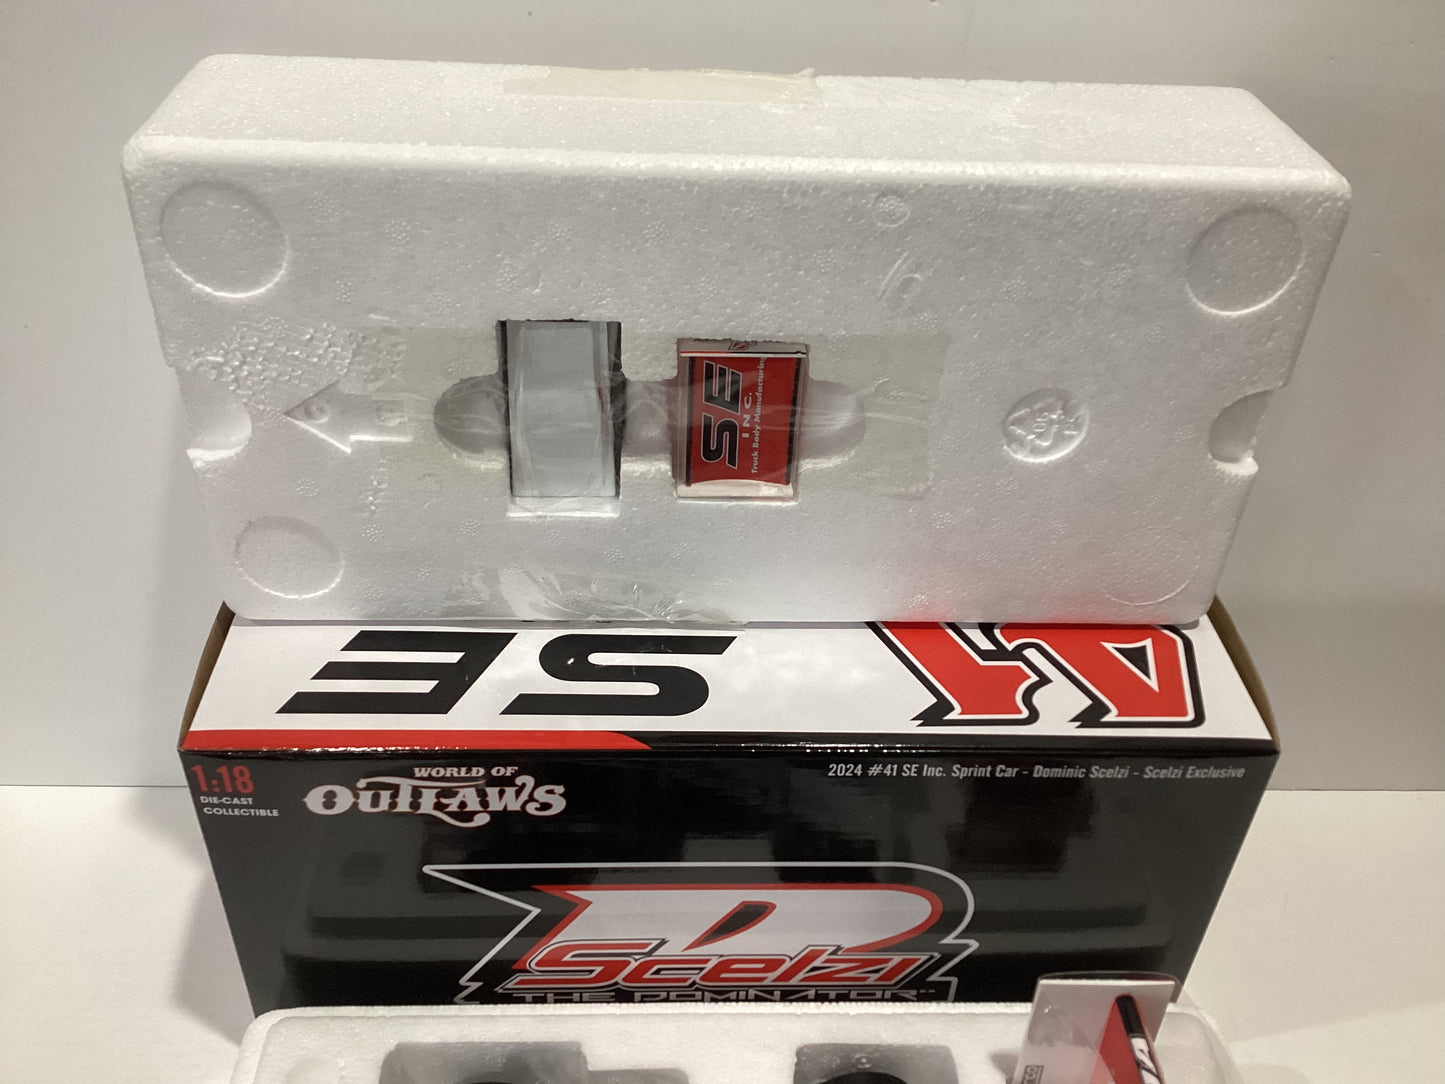 SE
INC.
Truck Body Manufacturing
SE
41
1:18
DIE-CAST
COLLECTIBLE
WORLD OF
OUTLAWS
2024 #41 SE Inc. Sprint Car - Dominic Scelzi - Scelzi Exclusive
D
Scelzi
THE DOMINATOR